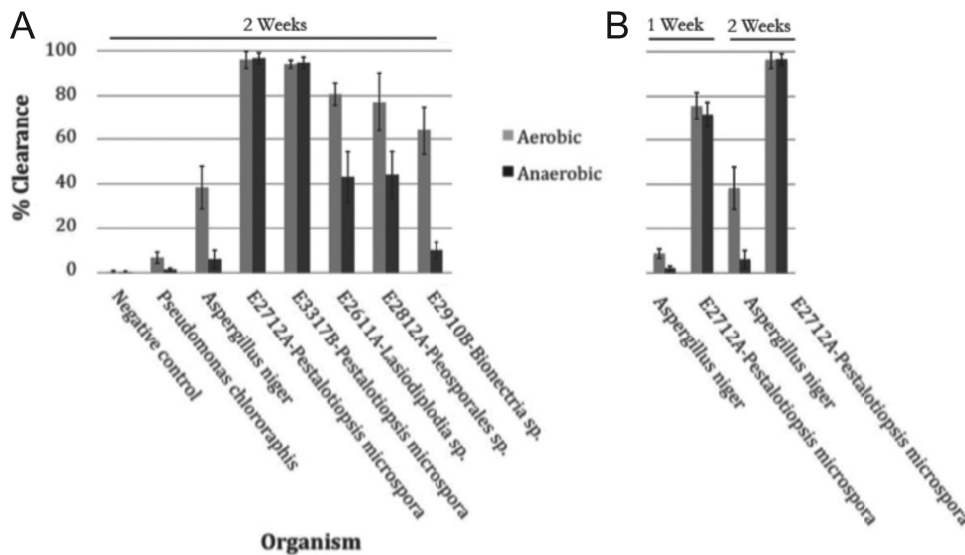 A
2 Weeks
100
80
60
40
20
0
% Clearance
Negative control
Pseudomonas chlororaphis
Aspergillus niger
E2712A-Pestalotiopsis microspora
E3317B-Pestalotiopsis microspora
E2611A-Lasiodiplodia sp.
E2812A-Pleosporales sp.
E2910B-Bionectria sp.
Organism
Aerobic
Anaerobic
B
1 Week
2 Weeks
Aspergillus niger
E2712A-Pestalotiopsis microspora
Aspergillus niger
E2712A-Pestalotiopsis microspora